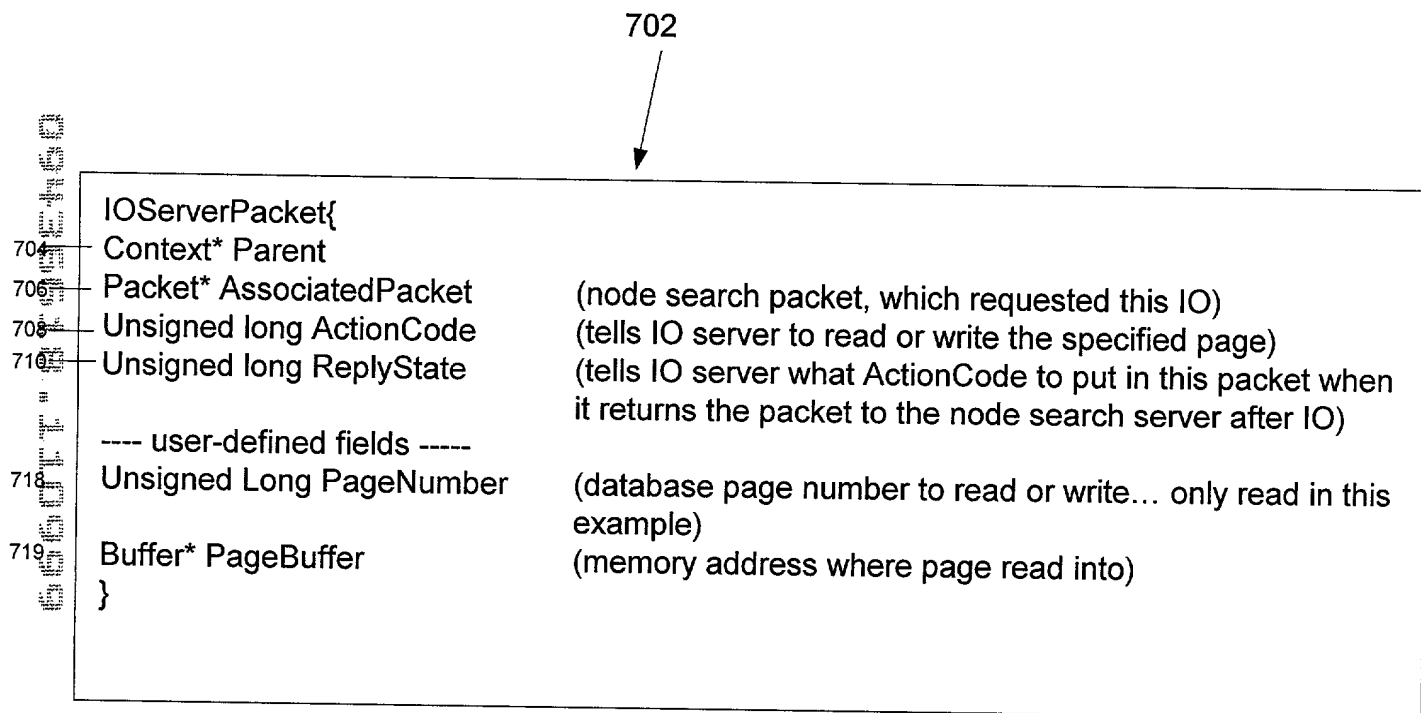 702
IOServerPacket{
704 Context* Parent
706 Packet* AssociatedPacket (node search packet, which requested this IO)
708 Unsigned long ActionCode (tells IO server to read or write the specified page)
710 Unsigned long ReplyState (tells IO server what ActionCode to put in this packet when
it returns the packet to the node search server after IO)
---- user-defined fields -----
718 Unsigned Long PageNumber (database page number to read or write... only read in this
example)
719 Buffer* PageBuffer (memory address where page read into)
}